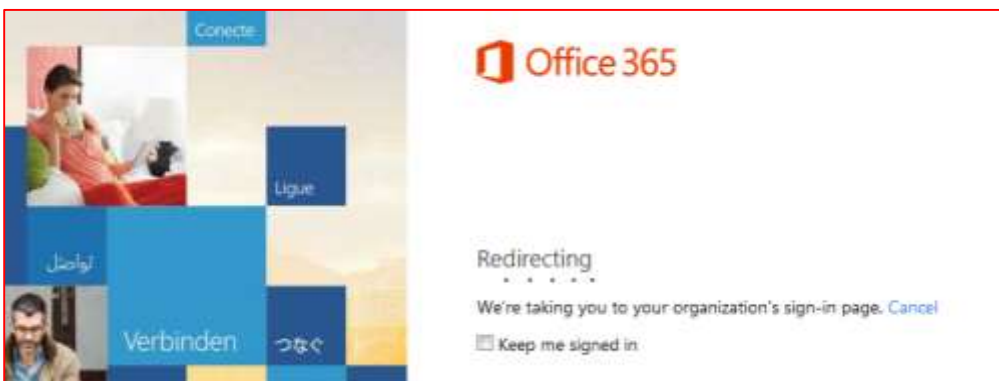 Conecte
Ligue
تواصل
Verbinden
つなぐ
Office 365
Redirecting
We're taking you to your organization's sign-in page. Cancel
Keep me signed in